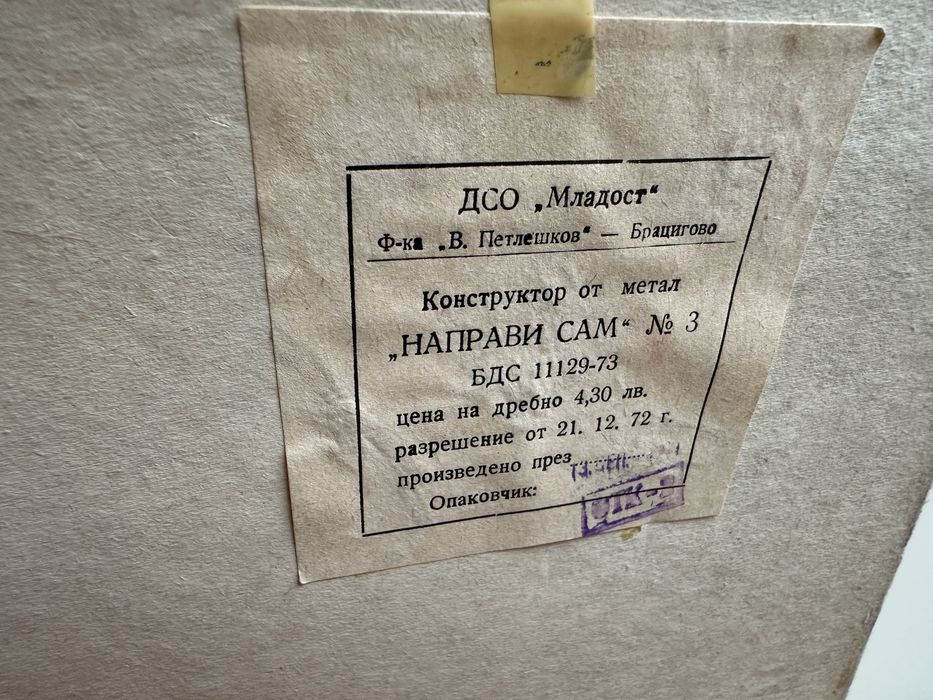 ДСО „Младост“
Ф-ка „В. Петлешков“ — Брацигово
Конструктор от метал
„НАПРАВИ САМ“ № 3
БДС 11129-73
цена на дребно 4,30 лв.
разрешение от 21. 12. 72 г.
произведено през
Опаковчик: